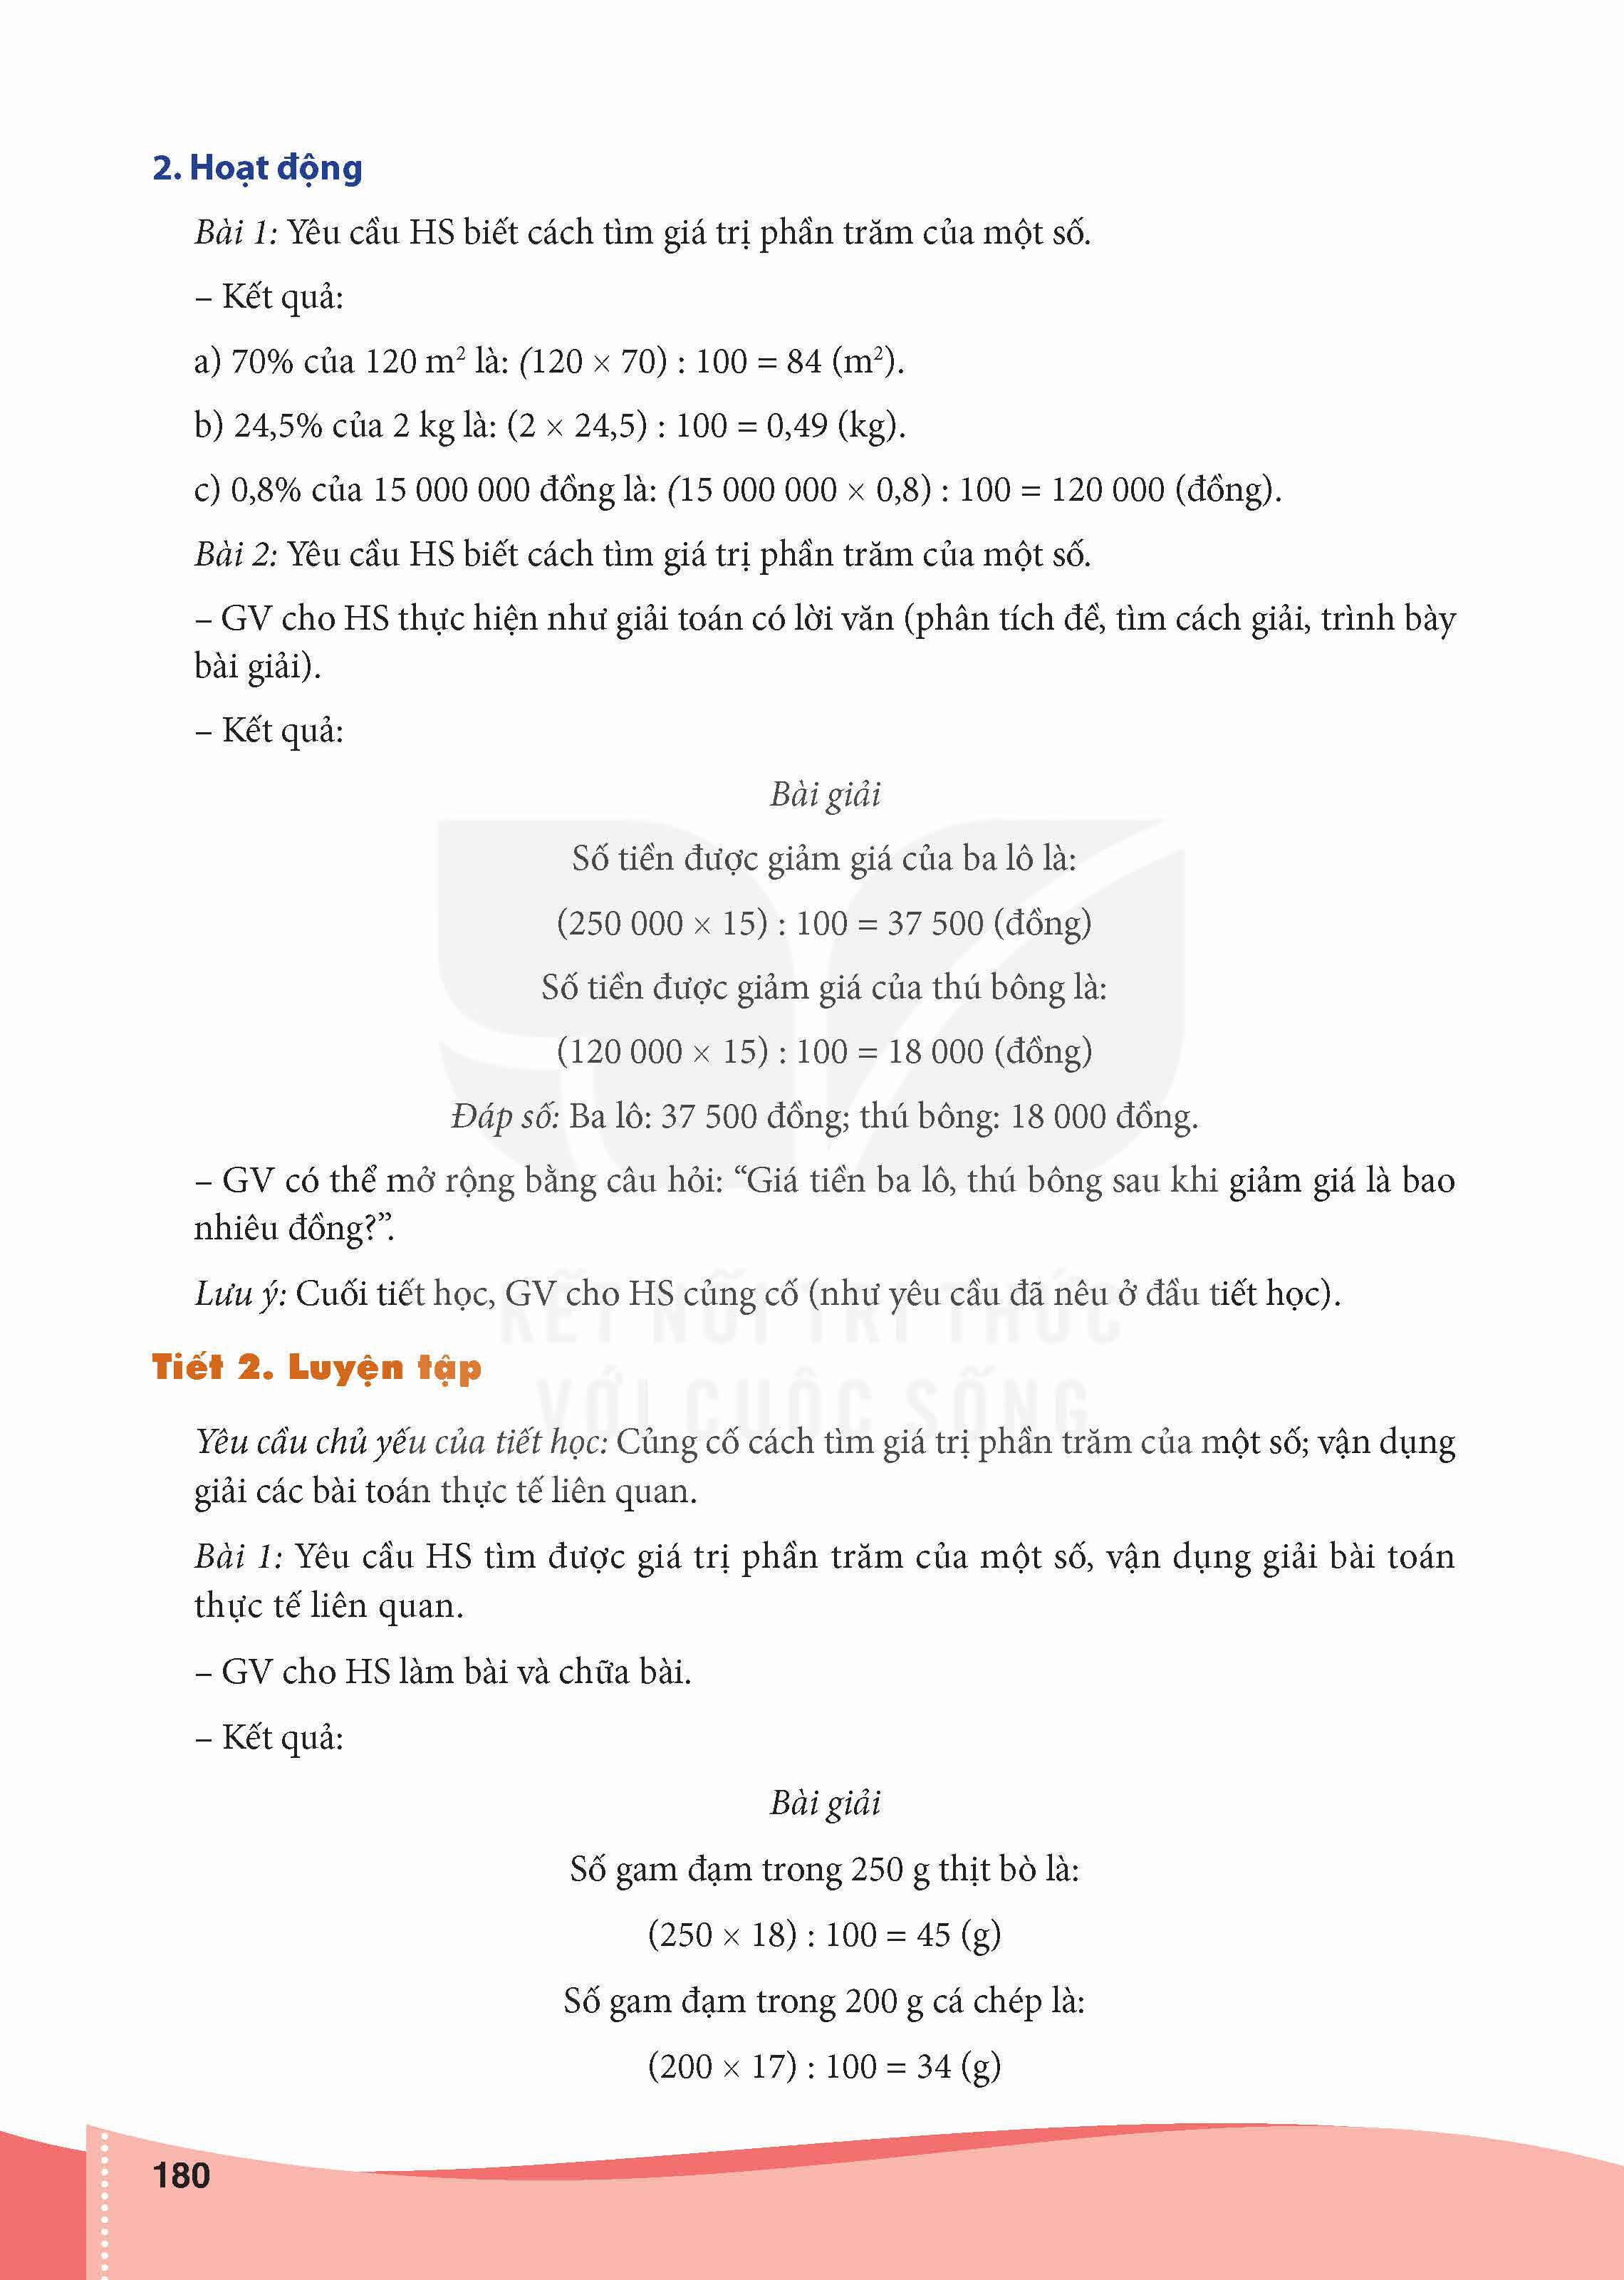 2. Hoạt động
Bài 1: Yêu cầu HS biết cách tìm giá trị phần trăm của một số.
– Kết quả:
a) 70% của 120 m² là: (120 × 70) : 100 = 84 (m²).
b) 24,5% của 2 kg là: (2 × 24,5) : 100 = 0,49 (kg).
c) 0,8% của 15 000 000 đồng là: (15 000 000 × 0,8) : 100 = 120 000 (đồng).
Bài 2: Yêu cầu HS biết cách tìm giá trị phần trăm của một số.
– GV cho HS thực hiện như giải toán có lời văn (phân tích đề, tìm cách giải, trình bày
bài giải).
– Kết quả:
Bài giải
Số tiền được giảm giá của ba lô là:
(250 000 × 15) : 100 = 37 500 (đồng)
Số tiền được giảm giá của thú bông là:
(120 000 × 15) : 100 = 18 000 (đồng)
Đáp số: Ba lô: 37 500 đồng; thú bông: 18 000 đồng.
– GV có thể mở rộng bằng câu hỏi: “Giá tiền ba lô, thú bông sau khi giảm giá là bao
nhiêu đồng?”.
Lưu ý: Cuối tiết học, GV cho HS củng cố (như yêu cầu đã nêu ở đầu tiết học).
KẾT NỐI TRI THỨC
Tiết 2. Luyện tập
VỚI CUỘC SỐNG
Yêu cầu chủ yếu của tiết học: Củng cố cách tìm giá trị phần trăm của một số; vận dụng
giải các bài toán thực tế liên quan.
Bài 1: Yêu cầu HS tìm được giá trị phần trăm của một số, vận dụng giải bài toán
thực tế liên quan.
– GV cho HS làm bài và chữa bài.
– Kết quả:
Bài giải
Số gam đạm trong 250 g thịt bò là:
(250 × 18) : 100 = 45 (g)
Số gam đạm trong 200 g cá chép là:
(200 × 17) : 100 = 34 (g)
180